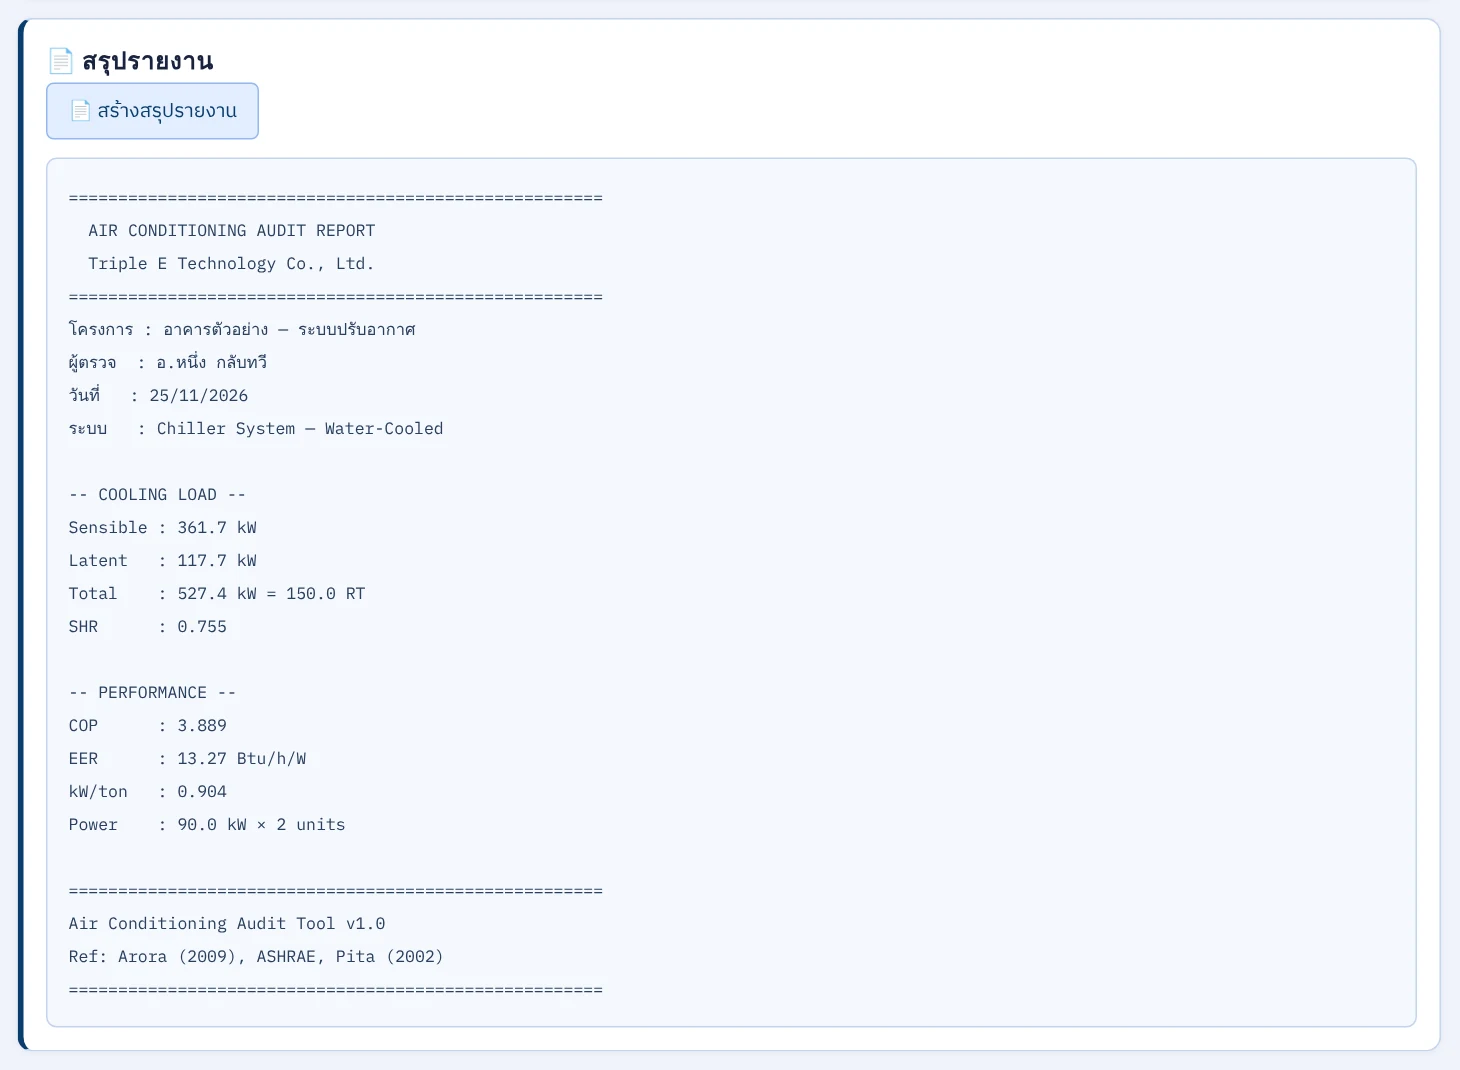 📄 สรุปรายงาน
📄 สร้างสรุปรายงาน
======================================================
  AIR CONDITIONING AUDIT REPORT
  Triple E Technology Co., Ltd.
======================================================
โครงการ : อาคารตัวอย่าง — ระบบปรับอากาศ
ผู้ตรวจ  : อ.หนึ่ง กลับทวี
วันที่   : 25/11/2026
ระบบ   : Chiller System — Water-Cooled

-- COOLING LOAD --
Sensible : 361.7 kW
Latent   : 117.7 kW
Total    : 527.4 kW = 150.0 RT
SHR      : 0.755

-- PERFORMANCE --
COP      : 3.889
EER      : 13.27 Btu/h/W
kW/ton   : 0.904
Power    : 90.0 kW × 2 units

======================================================
Air Conditioning Audit Tool v1.0
Ref: Arora (2009), ASHRAE, Pita (2002)
======================================================